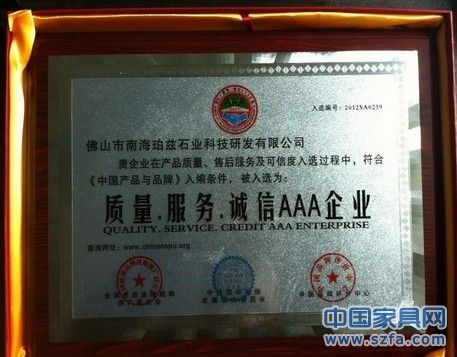 AAA
入选编号：2012SA0239
佛山市南海珀兹石业科技研发有限公司
贵企业在产品质量、售后服务及可信度入选过程中，符合
《中国产品与品牌》入编条件，被入选为：
质量.服务.诚信AAA企业
QUALITY. SERVICE. CREDIT AAA ENTERPRISE
查询网址：www.chinanspu.org
中国家具网
www.szfa.com